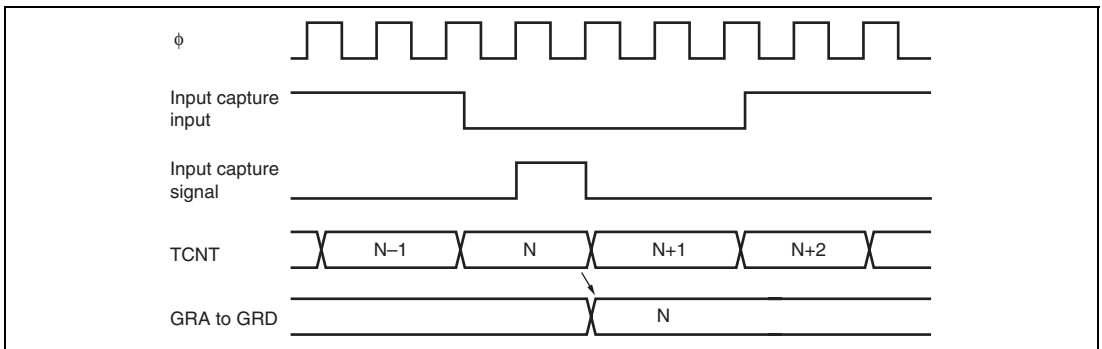 ϕ
Input capture
input
Input capture
signal
TCNT N–1 N N+1 N+2
GRA to GRD N